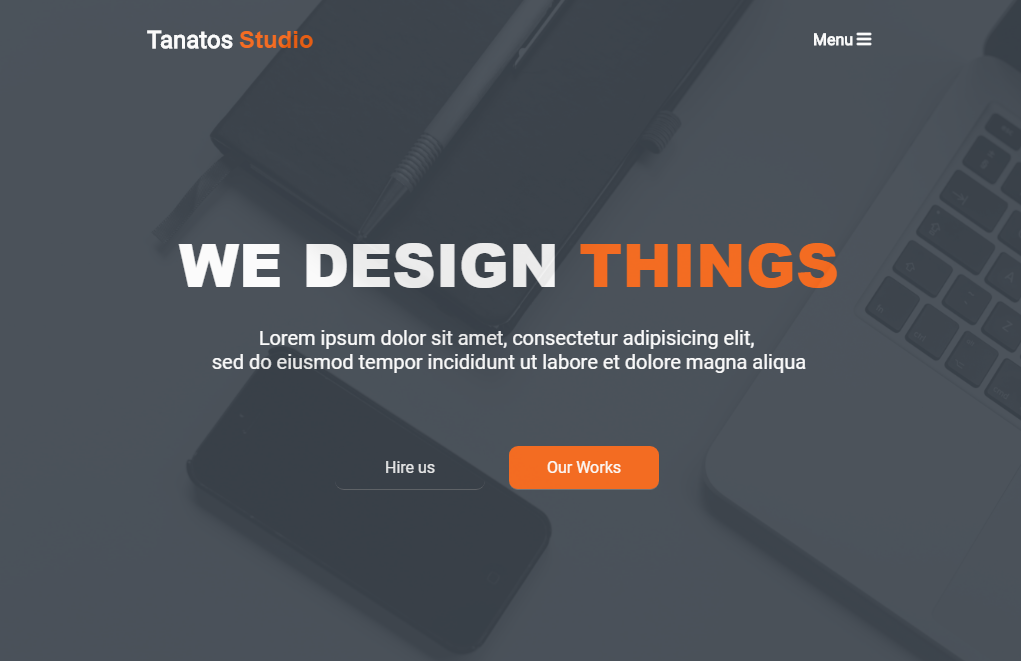 Tanatos Studio
Menu
WE DESIGN THINGS
Lorem ipsum dolor sit amet, consectetur adipisicing elit,
sed do eiusmod tempor incididunt ut labore et dolore magna aliqua
Hire us
Our Works